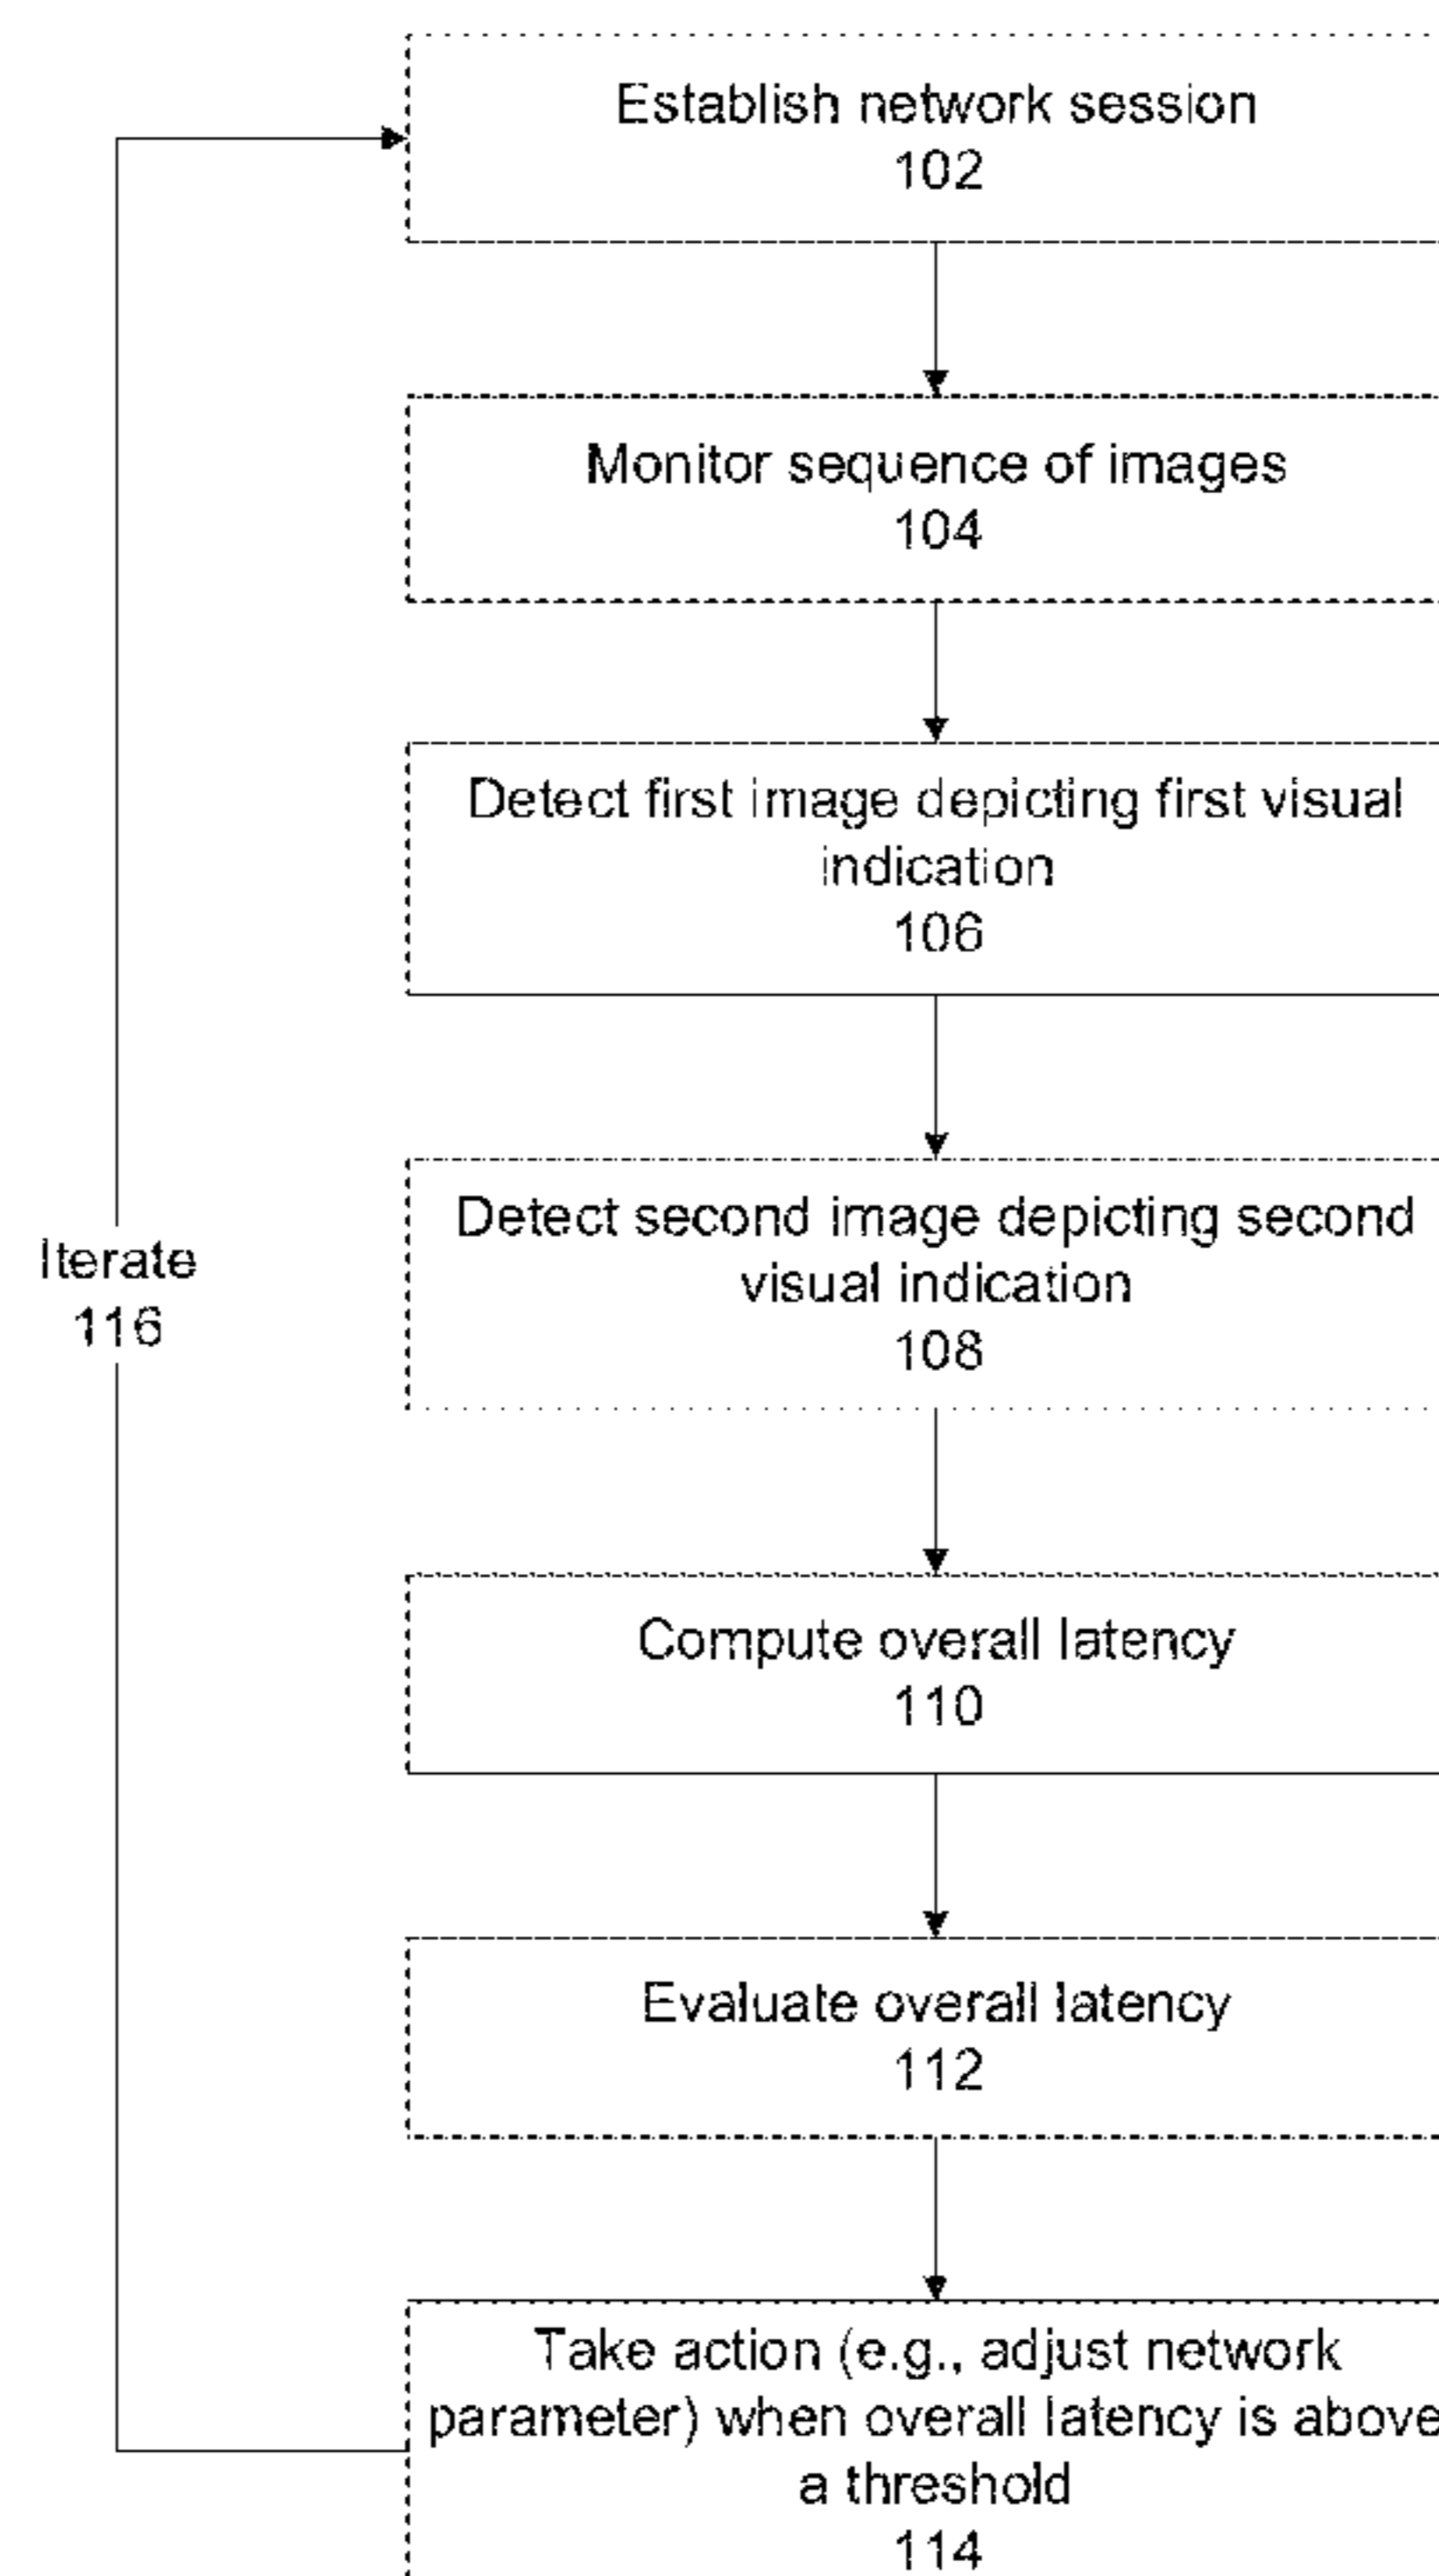 Establish network session
102
Monitor sequence of images
104
Detect first image depicting first visual
indication
106
Detect second image depicting second
visual indication
108
Iterate
116
Compute overall latency
110
Evaluate overall latency
112
Take action (e.g., adjust network
parameter) when overall latency is above
a threshold
114